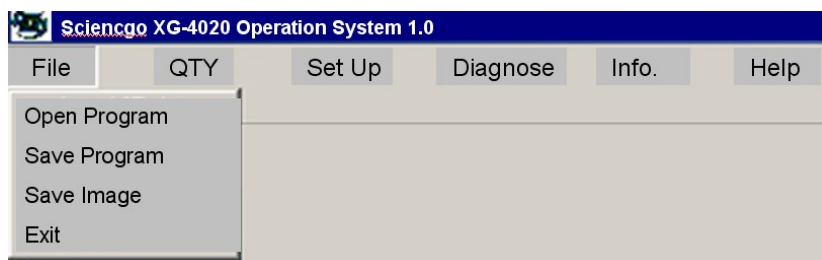 Sciencgo XG-4020 Operation System 1.0
File QTY Set Up Diagnose Info. Help
Open Program
Save Program
Save Image
Exit